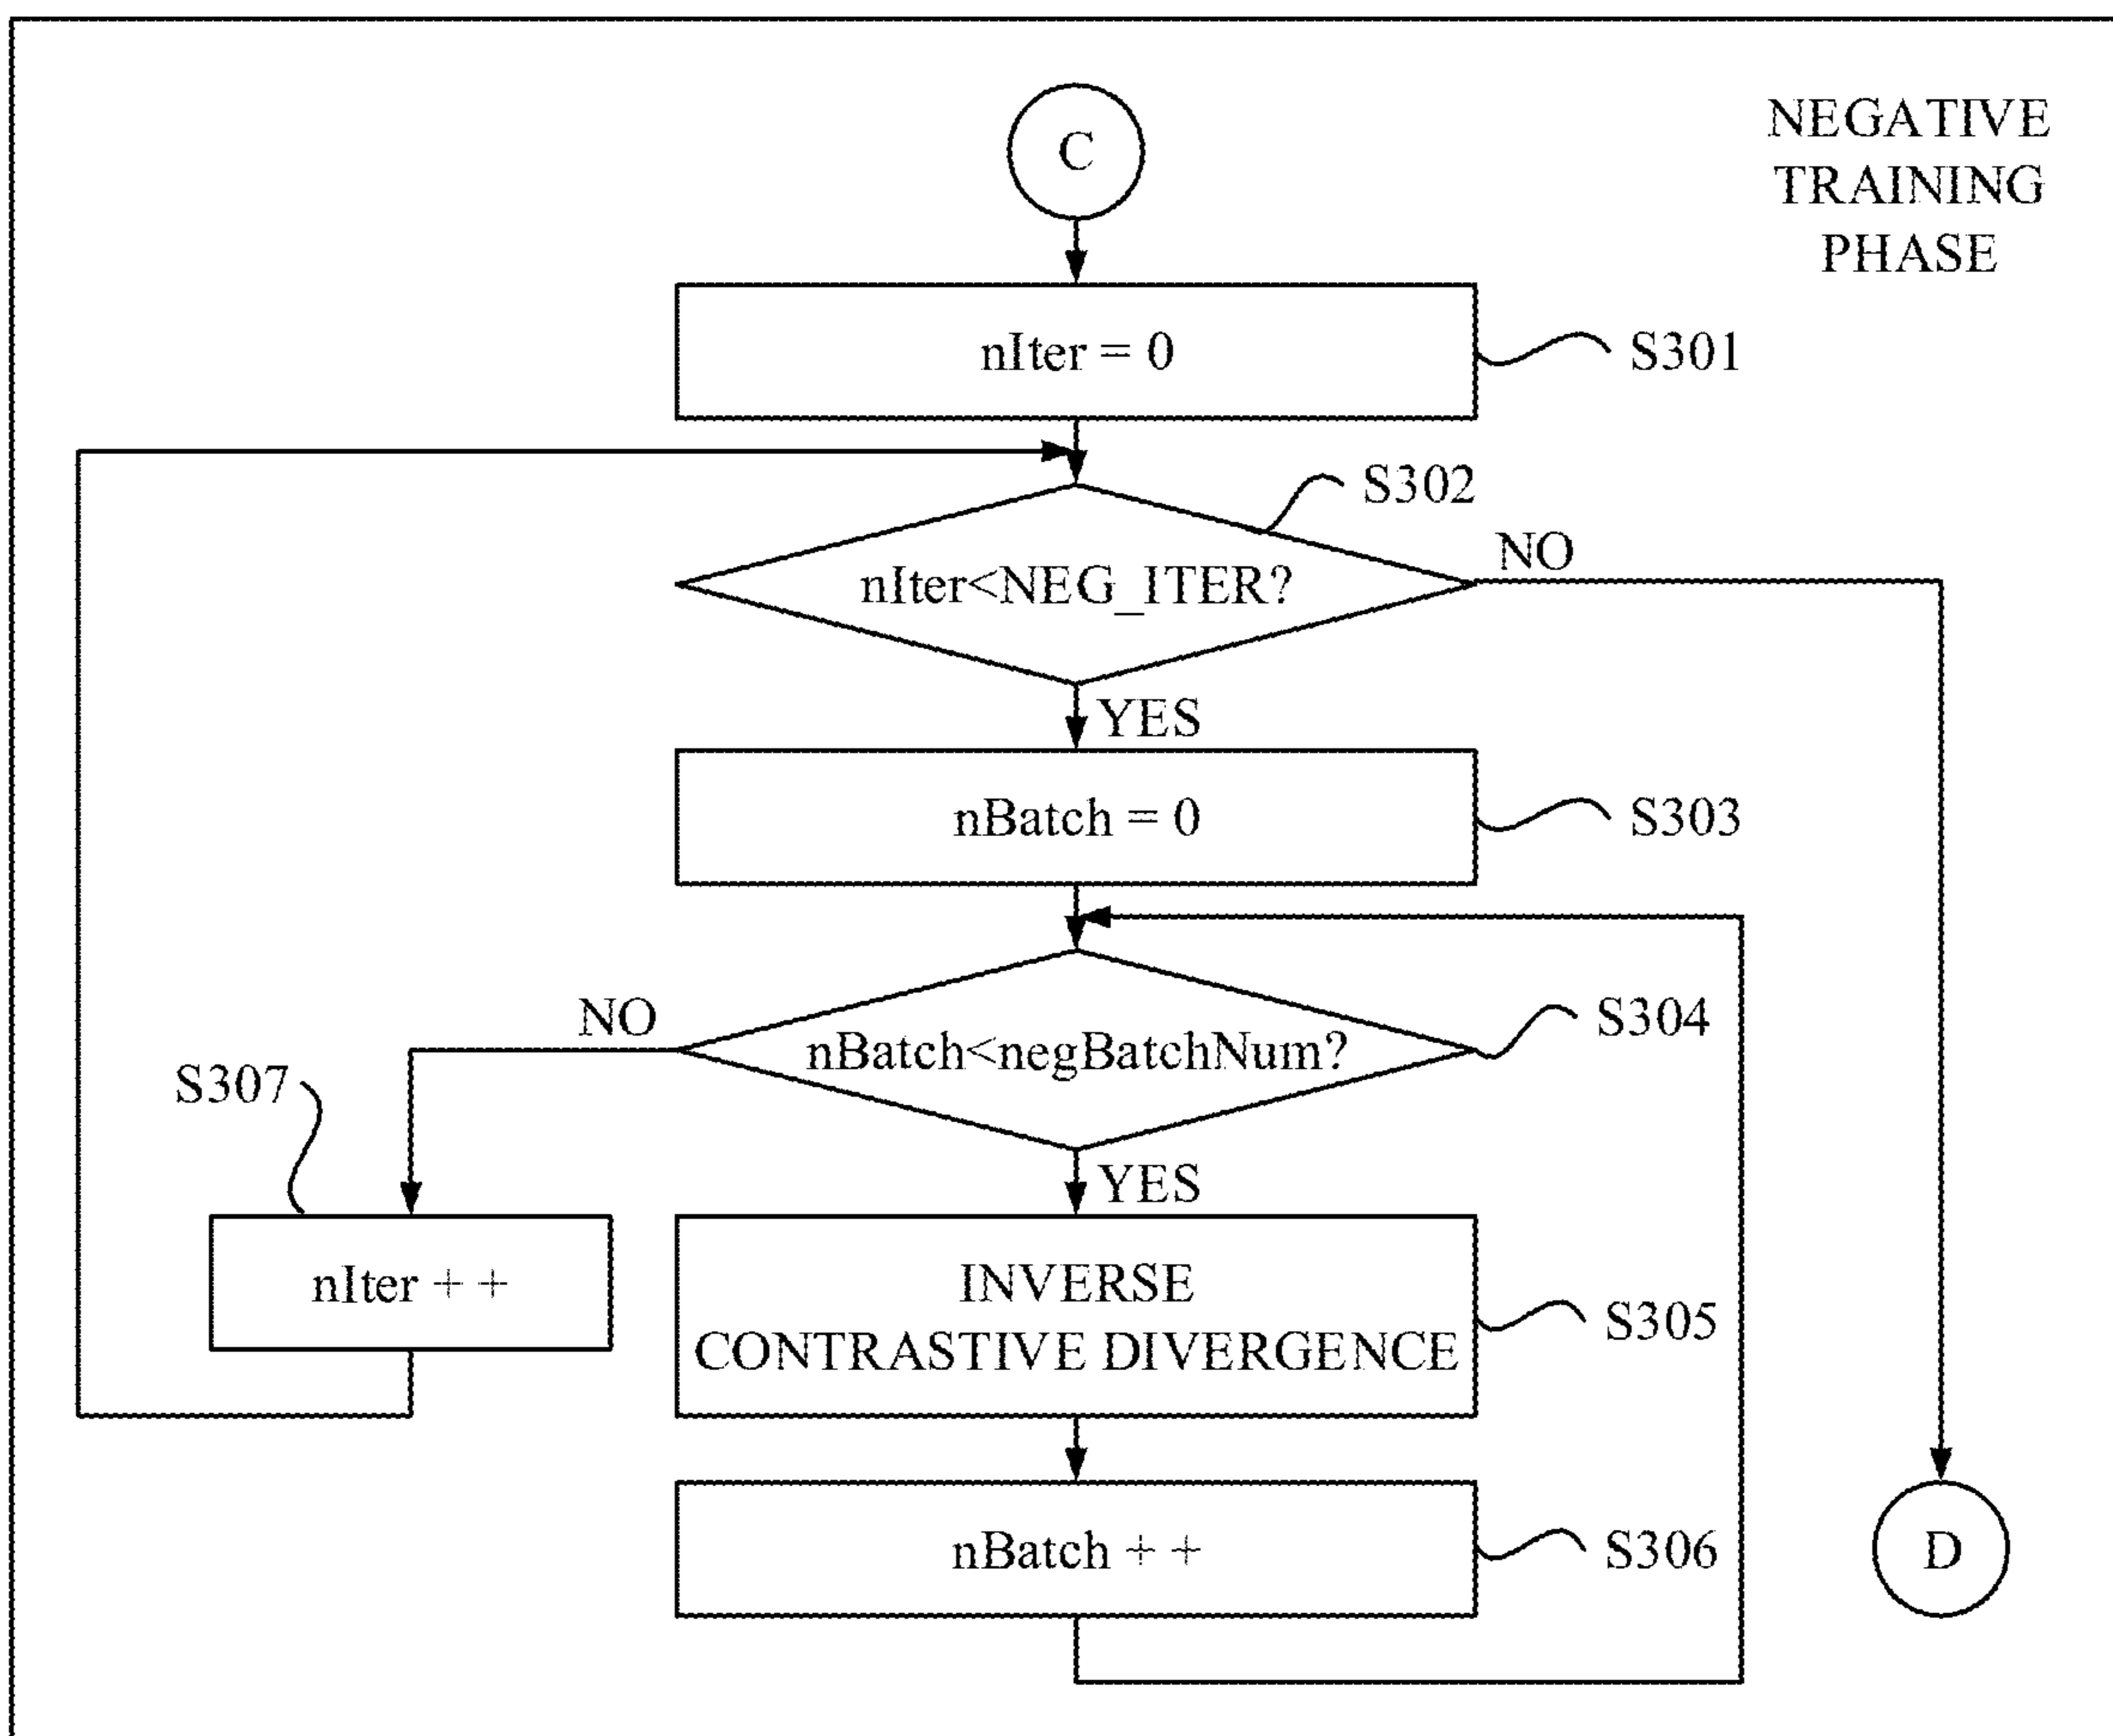 C
NEGATIVE
TRAINING
PHASE
nIter = 0
S301
S302
nIter<NEG_ITER?
NO
YES
nBatch = 0
S303
NO
nBatch<negBatchNum?
S304
S307
YES
nIter + +
INVERSE
CONTRASTIVE DIVERGENCE
S305
nBatch + +
S306
D